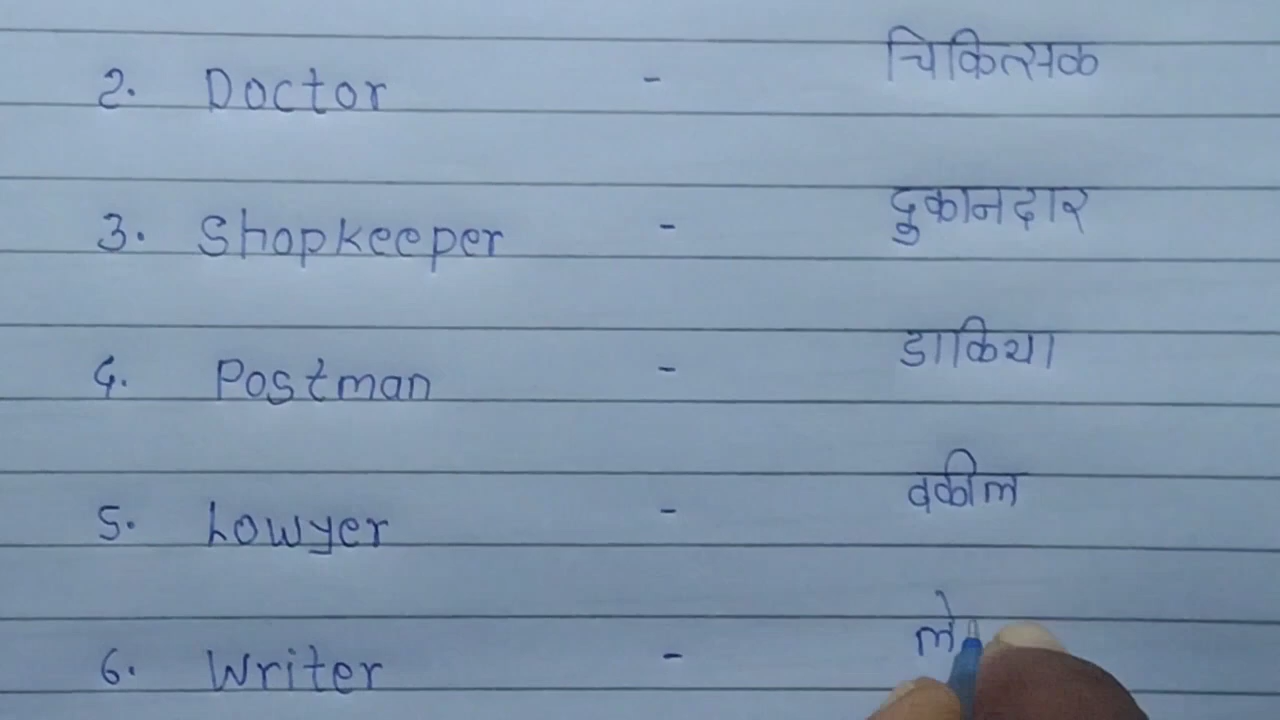 2. Doctor - चिकित्सक
3. Shopkeeper - दुकानदार
4. Postman - डाकिया
5. Lowyer - वकील
6. Writer - ले